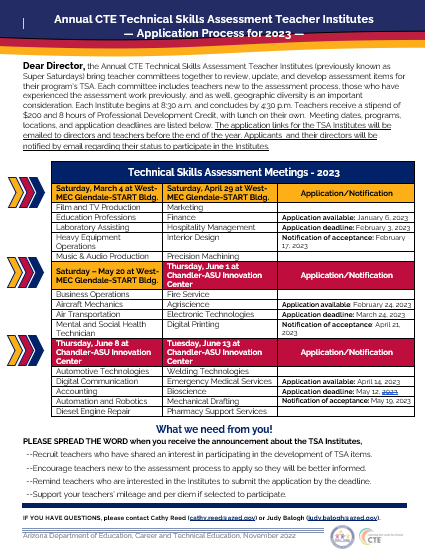 Annual CTE Technical Skills Assessment Teacher Institutes
— Application Process for 2023 —
Dear Director, the Annual CTE Technical Skills Assessment Teacher Institutes (previously known as
Super Saturdays) bring teacher committees together to review, update, and develop assessment items for
their program's TSA. Each committee includes teachers new to the assessment process, those who have
experienced the assessment work previously, and as well, geographic diversity is an important
consideration. Each Institute begins at 8:30 a.m. and concludes by 4:30 p.m. Teachers receive a stipend of
$200 and 8 hours of Professional Development Credit, with lunch on their own. Meeting dates, programs,
locations, and application deadlines are listed below. The application links for the TSA Institutes will be
emailed to directors and teachers before the end of the year. Applicants and their directors will be
notified by email regarding their status to participate in the Institutes.
Technical Skills Assessment Meetings - 2023
Saturday, March 4 at West-MEC Glendale-START Bldg. Saturday, April 29 at West-MEC Glendale-START Bldg. Application/Notification
Film and TV Production Marketing
Education Professions Finance Application available: January 6, 2023
Laboratory Assisting Hospitality Management Application deadline: February 3, 2023
Heavy Equipment Operations Interior Design Notification of acceptance: February 17, 2023
Music & Audio Production Precision Machining
Saturday – May 20 at West-MEC Glendale-START Bldg. Thursday, June 1 at Chandler-ASU Innovation Center Application/Notification
Business Operations Fire Service
Aircraft Mechanics Agriscience Application available: February 24, 2023
Air Transportation Electronic Technologies Application deadline: March 24, 2023
Mental and Social Health Technician Digital Printing Notification of acceptance: April 21, 2023
Thursday, June 8 at Chandler-ASU Innovation Center Tuesday, June 13 at Chandler-ASU Innovation Center Application/Notification
Automotive Technologies Welding Technologies
Digital Communication Emergency Medical Services Application available: April 14, 2023
Accounting Bioscience Application deadline: May 12, 2023
Automation and Robotics Mechanical Drafting Notification of acceptance: May 19, 2023
Diesel Engine Repair Pharmacy Support Services
What we need from you!
PLEASE SPREAD THE WORD when you receive the announcement about the TSA Institutes,
--Recruit teachers who have shared an interest in participating in the development of TSA items.
--Encourage teachers new to the assessment process to apply so they will be better informed.
--Remind teachers who are interested in the Institutes to submit the application by the deadline.
--Support your teachers' mileage and per diem if selected to participate.
IF YOU HAVE QUESTIONS, please contact Cathy Reed (cathy.reed@azed.gov) or Judy Balogh (judy.balogh@azed.gov).
Arizona Department of Education, Career and Technical Education, November 2022
CTE